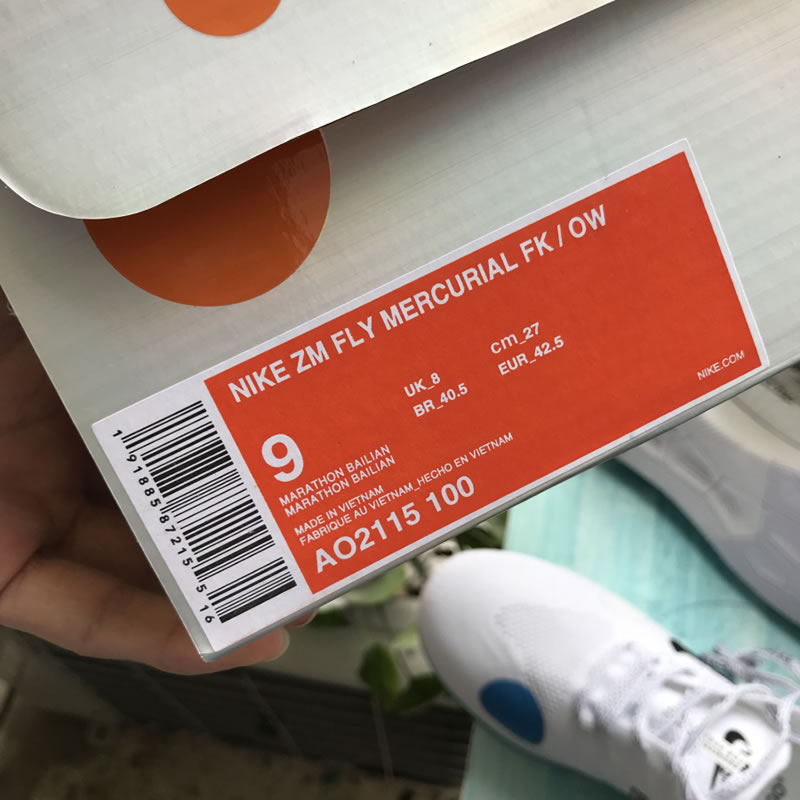 NIKE ZM FLY MERCURIAL FK / OW
UK_8
cm_27
BR_40.5
EUR_42.5
9
MARATHON BAILIAN
MARATHON BAILIAN
MADE IN VIETNAM
FABRIQUE AU VIETNAM_HECHO EN VIETNAM
AO2115 100
NIKE.COM
1 91885 87215 5 16